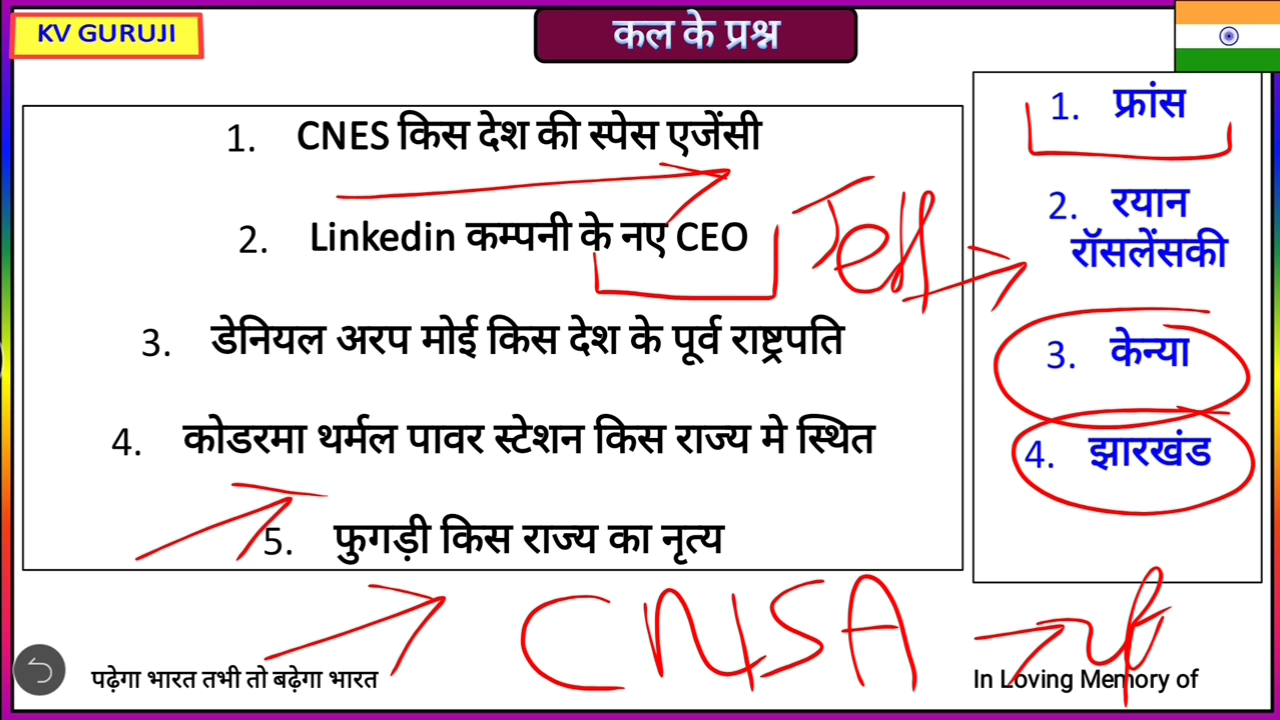 KV GURUJI
कल के प्रश्न
1. CNES किस देश की स्पेस एजेंसी
2. Linkedin कम्पनी के नए CEO
3. डेनियल अरप मोई किस देश के पूर्व राष्ट्रपति
4. कोडरमा थर्मल पावर स्टेशन किस राज्य मे स्थित
5. फुगड़ी किस राज्य का नृत्य
Jeff
1. फ्रांस
2. रयान
रॉसलेंसकी
3. केन्या
4. झारखंड
CNSA
पढ़ेगा भारत तभी तो बढ़ेगा भारत
In Loving Memory of